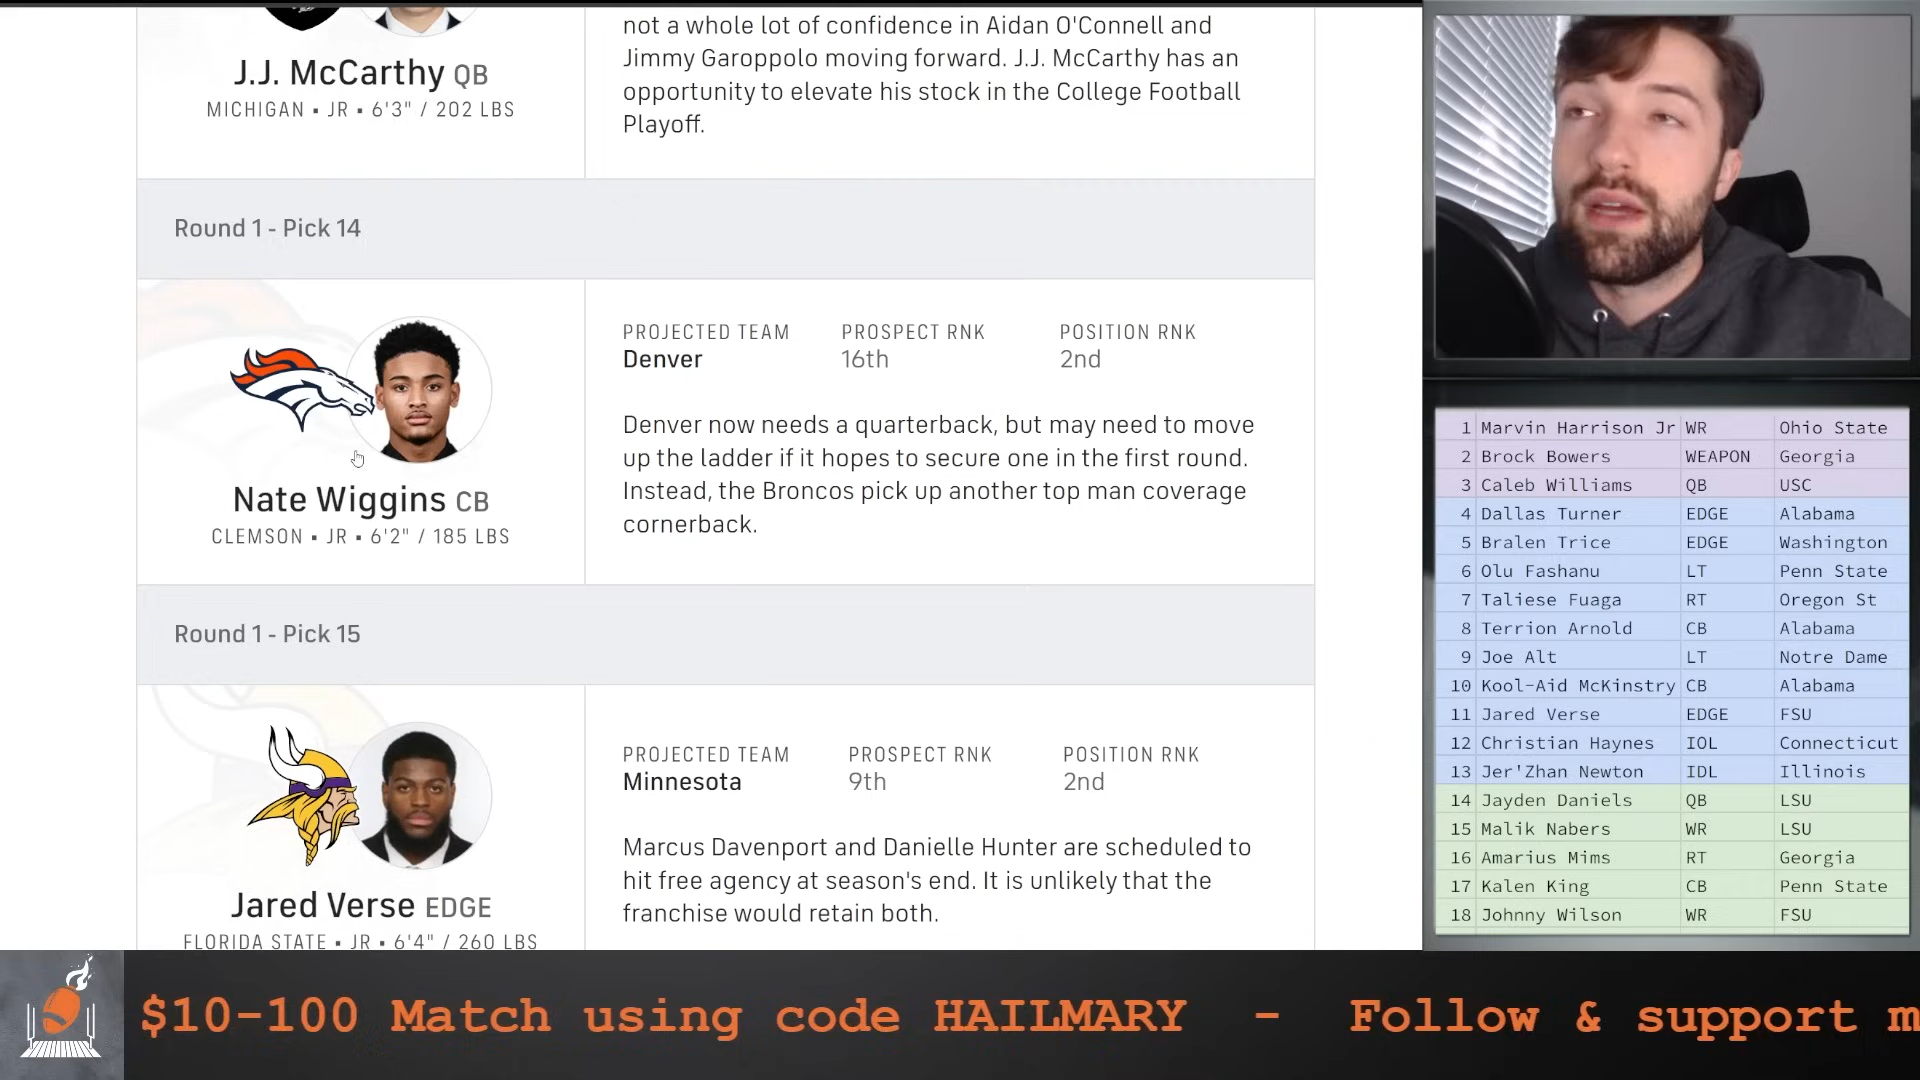 not a whole lot of confidence in Aidan O'Connell and
Jimmy Garoppolo moving forward. J.J. McCarthy has an
opportunity to elevate his stock in the College Football
Playoff.
J.J. McCarthy QB
MICHIGAN • JR • 6'3" / 202 LBS
Round 1 - Pick 14
PROJECTED TEAM PROSPECT RNK POSITION RNK
Denver 16th 2nd
Denver now needs a quarterback, but may need to move
up the ladder if it hopes to secure one in the first round.
Instead, the Broncos pick up another top man coverage
cornerback.
Nate Wiggins CB
CLEMSON • JR • 6'2" / 185 LBS
Round 1 - Pick 15
PROJECTED TEAM PROSPECT RNK POSITION RNK
Minnesota 9th 2nd
Marcus Davenport and Danielle Hunter are scheduled to
hit free agency at season's end. It is unlikely that the
franchise would retain both.
Jared Verse EDGE
FLORIDA STATE • JR • 6'4" / 260 LBS
1 Marvin Harrison Jr WR Ohio State
2 Brock Bowers WEAPON Georgia
3 Caleb Williams QB USC
4 Dallas Turner EDGE Alabama
5 Bralen Trice EDGE Washington
6 Olu Fashanu LT Penn State
7 Taliese Fuaga RT Oregon St
8 Terrion Arnold CB Alabama
9 Joe Alt LT Notre Dame
10 Kool-Aid McKinstry CB Alabama
11 Jared Verse EDGE FSU
12 Christian Haynes IOL Connecticut
13 Jer'Zhan Newton IDL Illinois
14 Jayden Daniels QB LSU
15 Malik Nabers WR LSU
16 Amarius Mims RT Georgia
17 Kalen King CB Penn State
18 Johnny Wilson WR FSU
$10-100 Match using code HAILMARY - Follow & support m